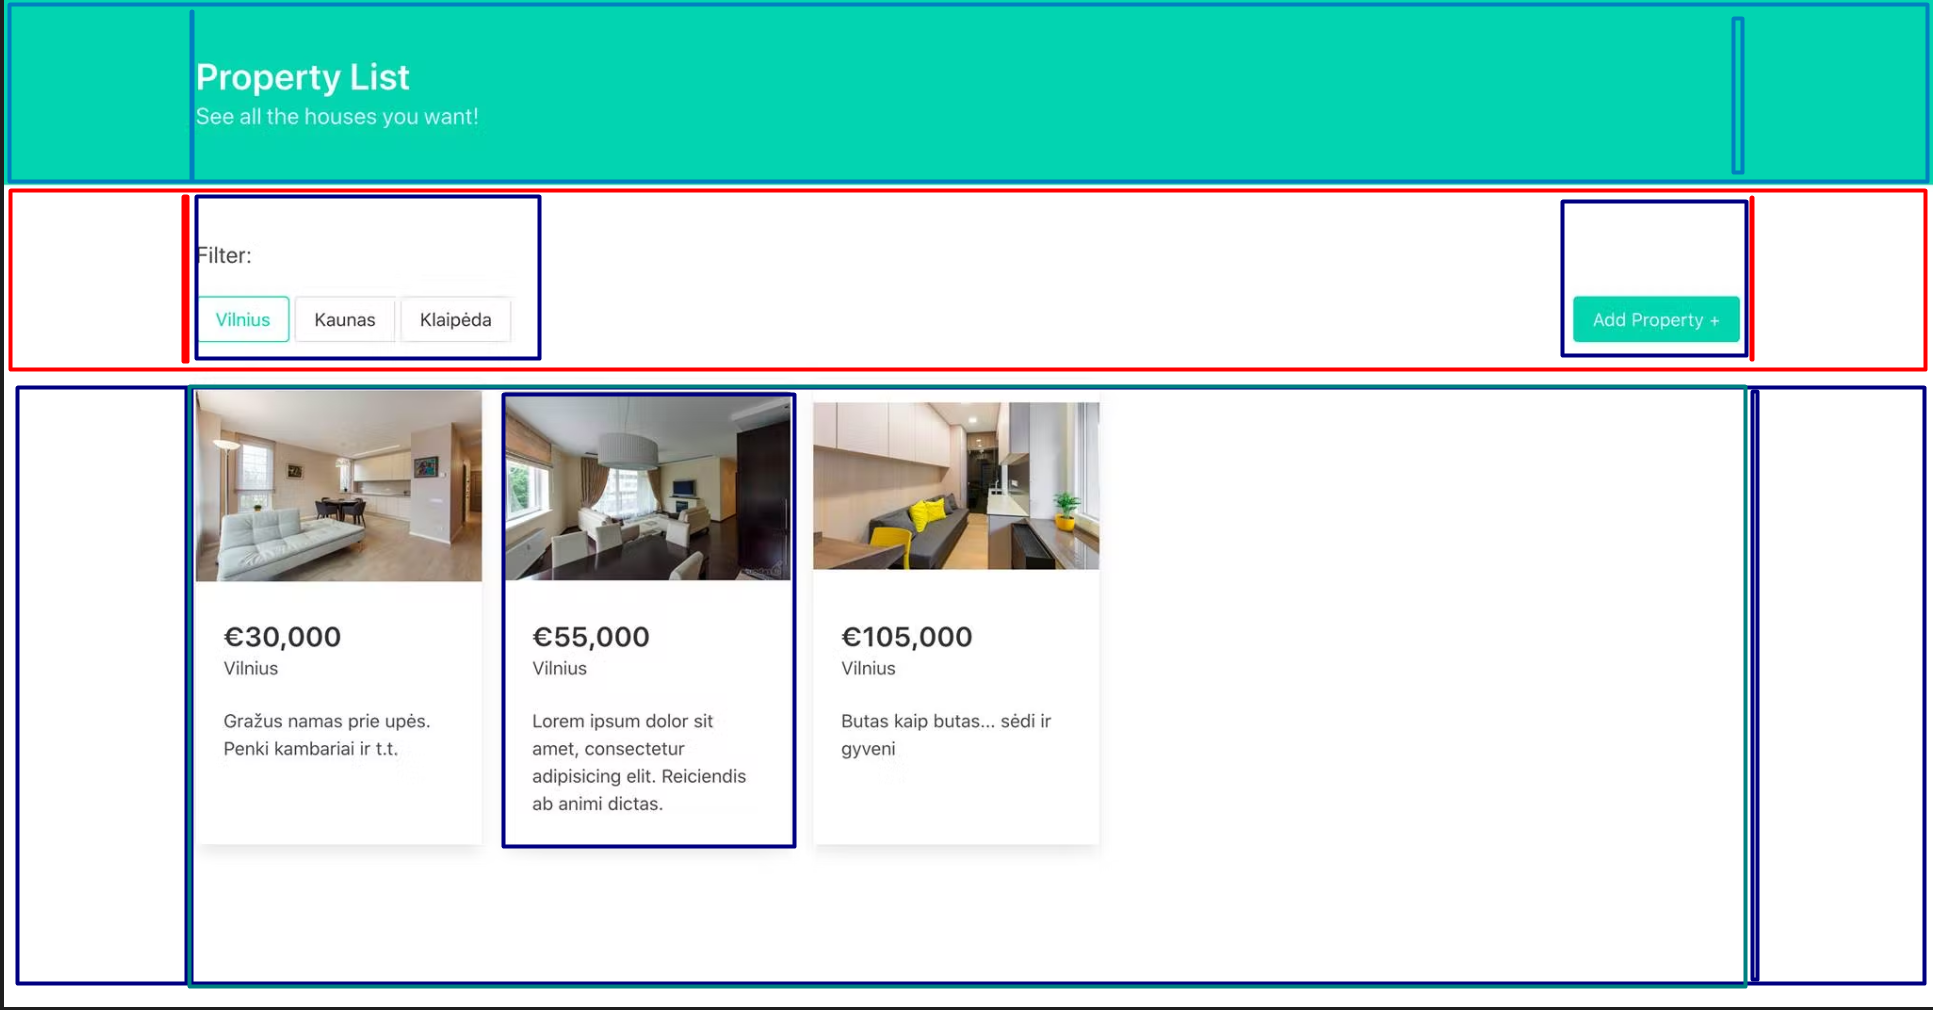 Property List
See all the houses you want!
Filter:
Vilnius Kaunas Klaipėda Add Property +
€30,000
Vilnius
Gražus namas prie upės.
Penki kambariai ir t.t.
€55,000
Vilnius
Lorem ipsum dolor sit
amet, consectetur
adipisicing elit. Reiciendis
ab animi dictas.
€105,000
Vilnius
Butas kaip butas... sėdi ir
gyveni